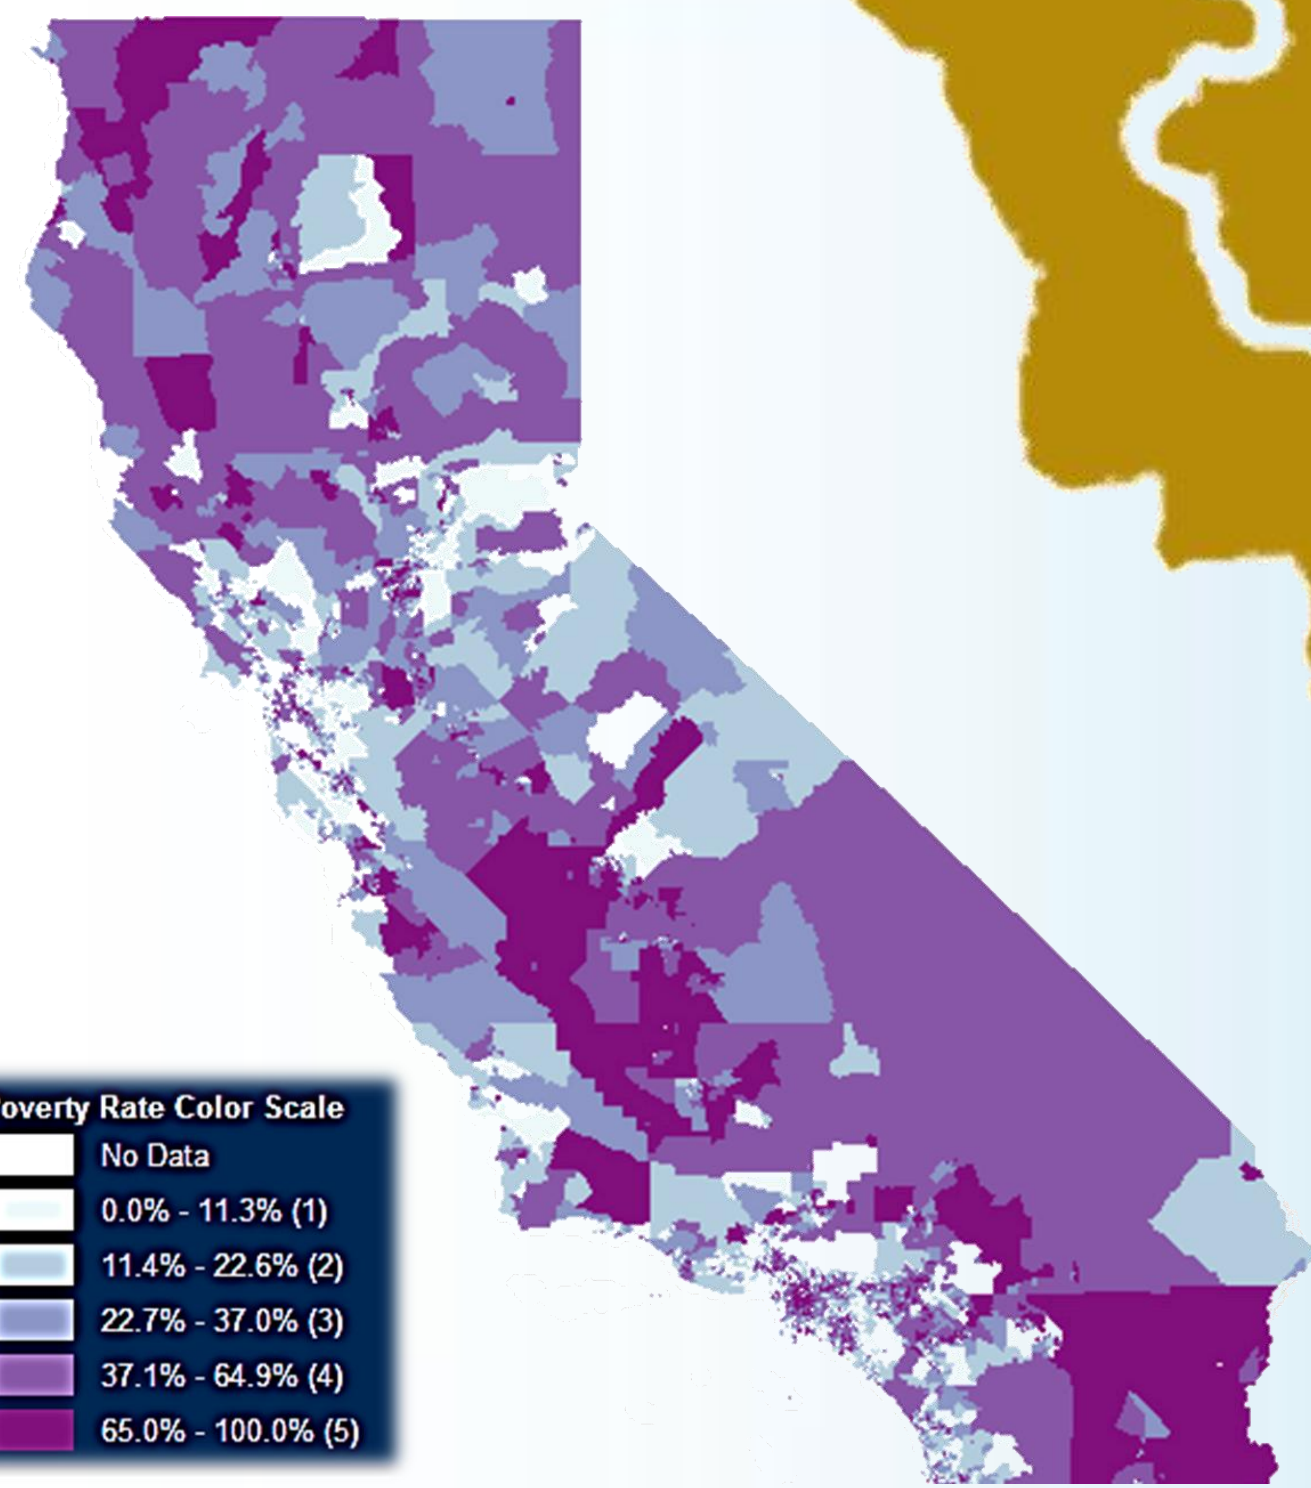 overty Rate Color Scale
No Data
0.0% - 11.3% (1)
11.4% - 22.6% (2)
22.7% - 37.0% (3)
37.1% - 64.9% (4)
65.0% - 100.0% (5)